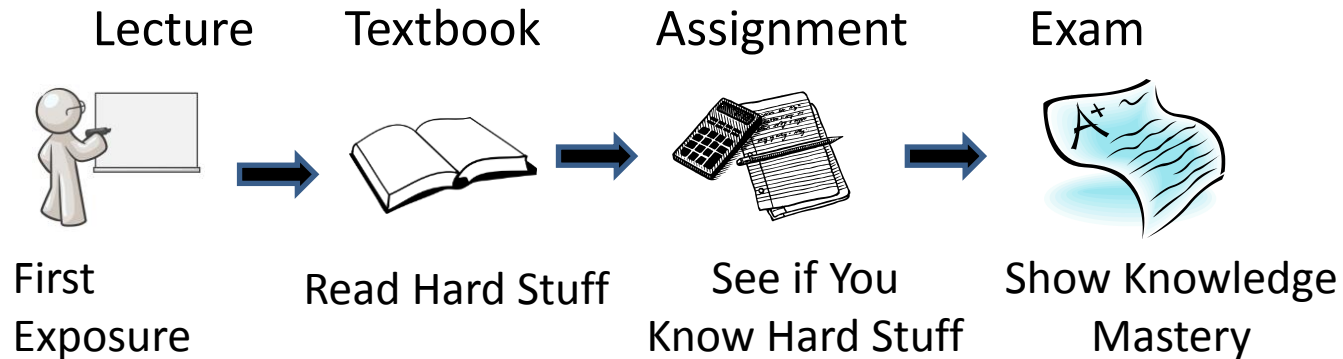 Lecture
Textbook
Assignment
Exam
A+
First
Exposure
Read Hard Stuff
See if You
Know Hard Stuff
Show Knowledge
Mastery